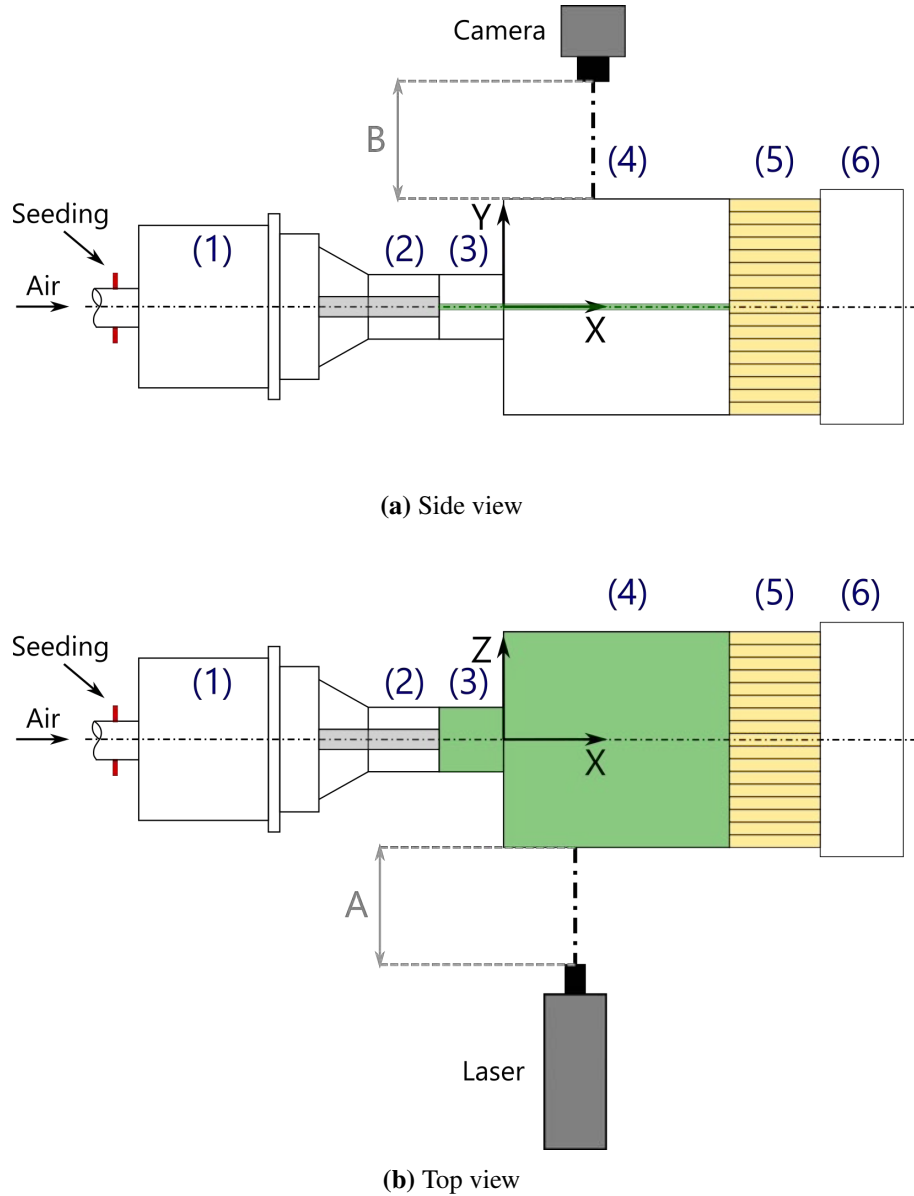 Camera
B
(4)
(5)
(6)
Seeding
(1)
(2)
(3)
Y
Air
X
(a) Side view
(4)
(5)
(6)
Seeding
(1)
(2)
(3)
Z
Air
X
A
Laser
(b) Top view